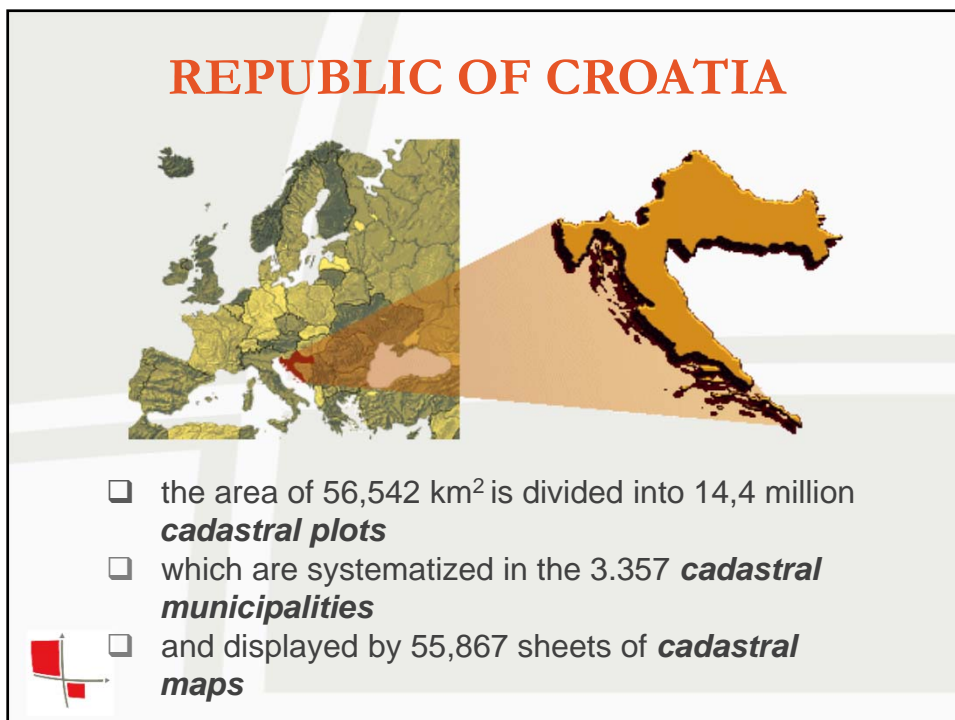 REPUBLIC OF CROATIA
the area of 56,542 km² is divided into 14,4 million
cadastral plots
which are systematized in the 3.357 cadastral
municipalities
and displayed by 55,867 sheets of cadastral
maps